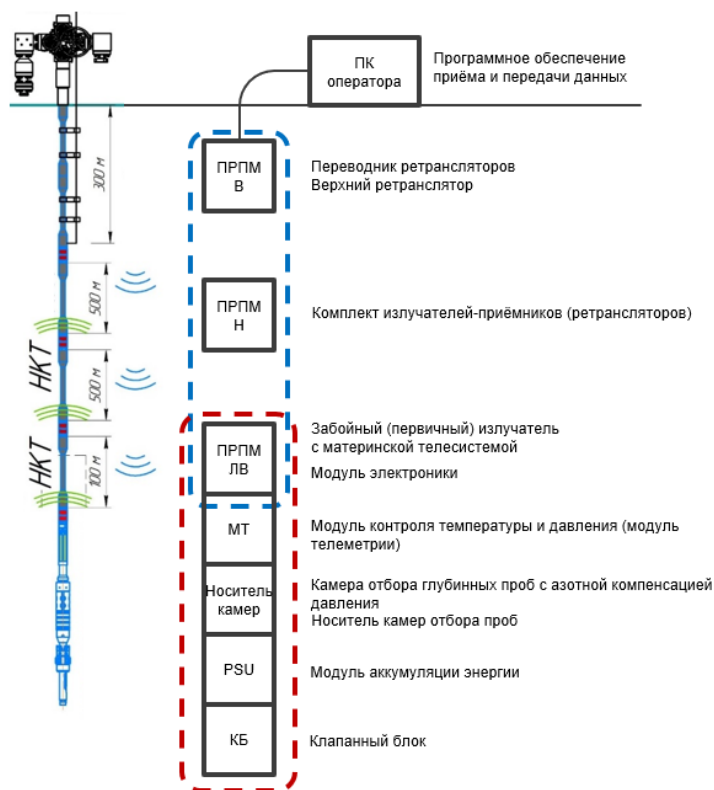 ПК
оператора
Программное обеспечение
приёма и передачи данных
300 м
ПРПМ
В
Переводник ретрансляторов
Верхний ретранслятор
500 м
ПРПМ
Н
Комплект излучателей-приёмников (ретрансляторов)
НКТ
500 м
ПРПМ
ЛВ
Забойный (первичный) излучатель
с материнской телесистемой
Модуль электроники
НКТ
100 м
МТ
Модуль контроля температуры и давления (модуль
телеметрии)
Носитель
камер
Камера отбора глубинных проб с азотной компенсацией
давления
Носитель камер отбора проб
PSU
Модуль аккумуляции энергии
КБ
Клапанный блок